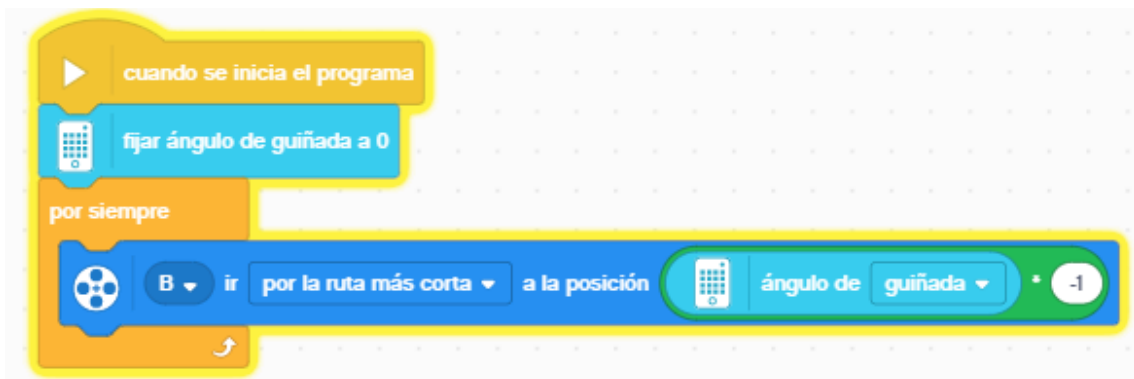 cuando se inicia el programa
fijar ángulo de guiñada a 0
por siempre
B ir por la ruta más corta a la posición ángulo de guiñada * -1